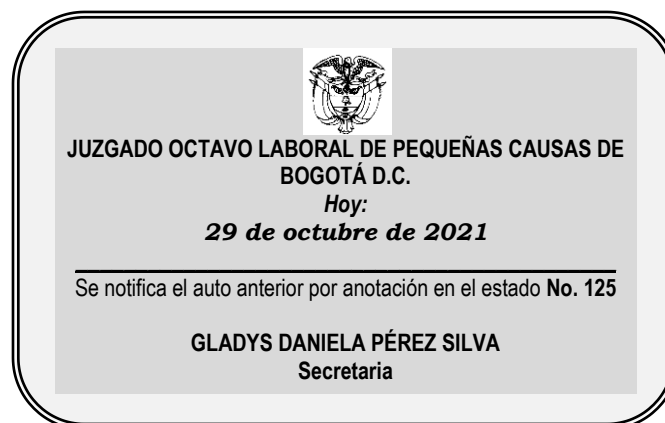 JUZGADO OCTAVO LABORAL DE PEQUEÑAS CAUSAS DE
BOGOTÁ D.C.
Hoy:
29 de octubre de 2021
Se notifica el auto anterior por anotación en el estado No. 125
GLADYS DANIELA PÉREZ SILVA
Secretaria